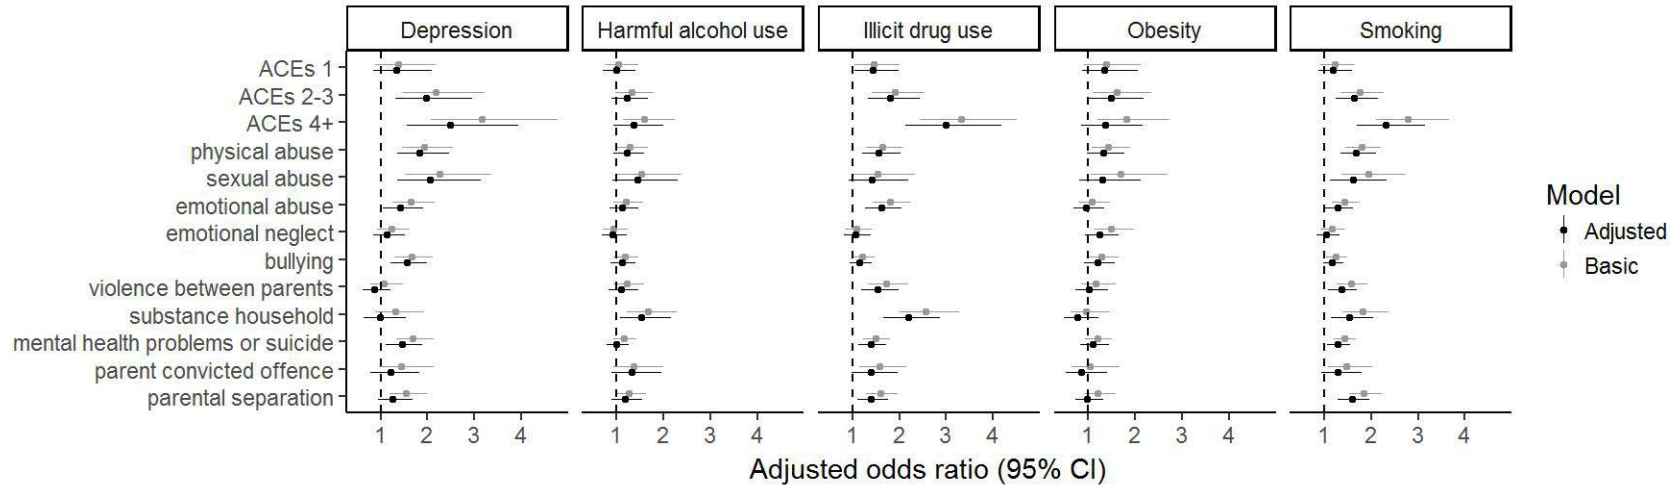 Depression Harmful alcohol use Illicit drug use Obesity Smoking
ACEs 1
ACEs 2-3
ACEs 4+
physical abuse
sexual abuse
emotional abuse
emotional neglect
bullying
violence between parents
substance household
mental health problems or suicide
parent convicted offence
parental separation
1 2 3 4 1 2 3 4 1 2 3 4 1 2 3 4 1 2 3 4
Adjusted odds ratio (95% CI)
Model
Adjusted
Basic